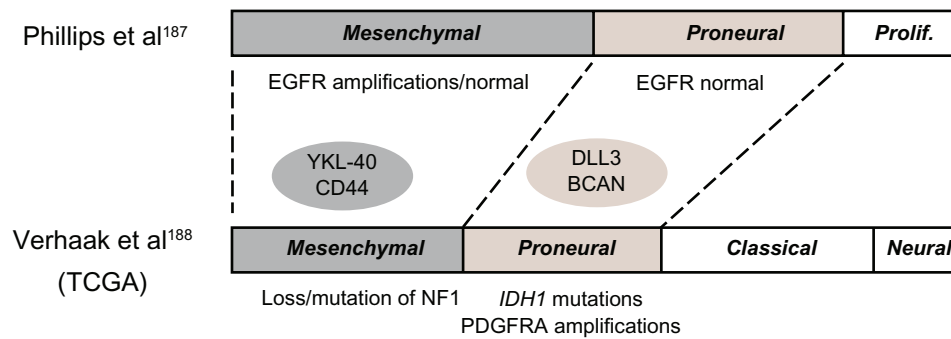 Phillips et al187
Mesenchymal Proneural Prolif.
EGFR amplifications/normal EGFR normal
YKL-40
CD44
DLL3
BCAN
Verhaak et al188
(TCGA)
Mesenchymal Proneural Classical Neural
Loss/mutation of NF1
IDH1 mutations
PDGFRA amplifications